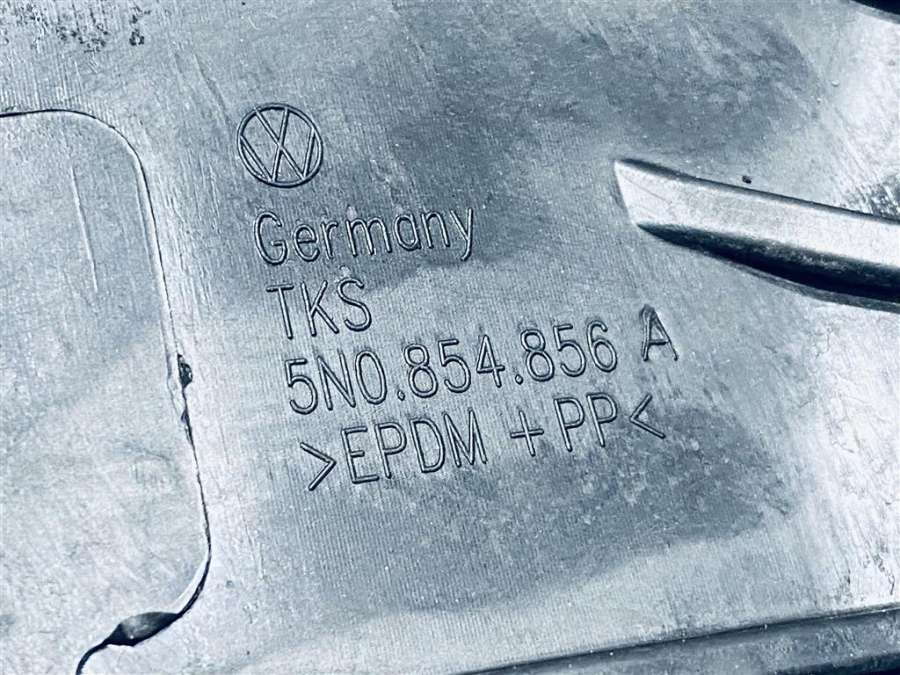 Germany
TKS
5N0.854.856 A
>EPDM + PP<